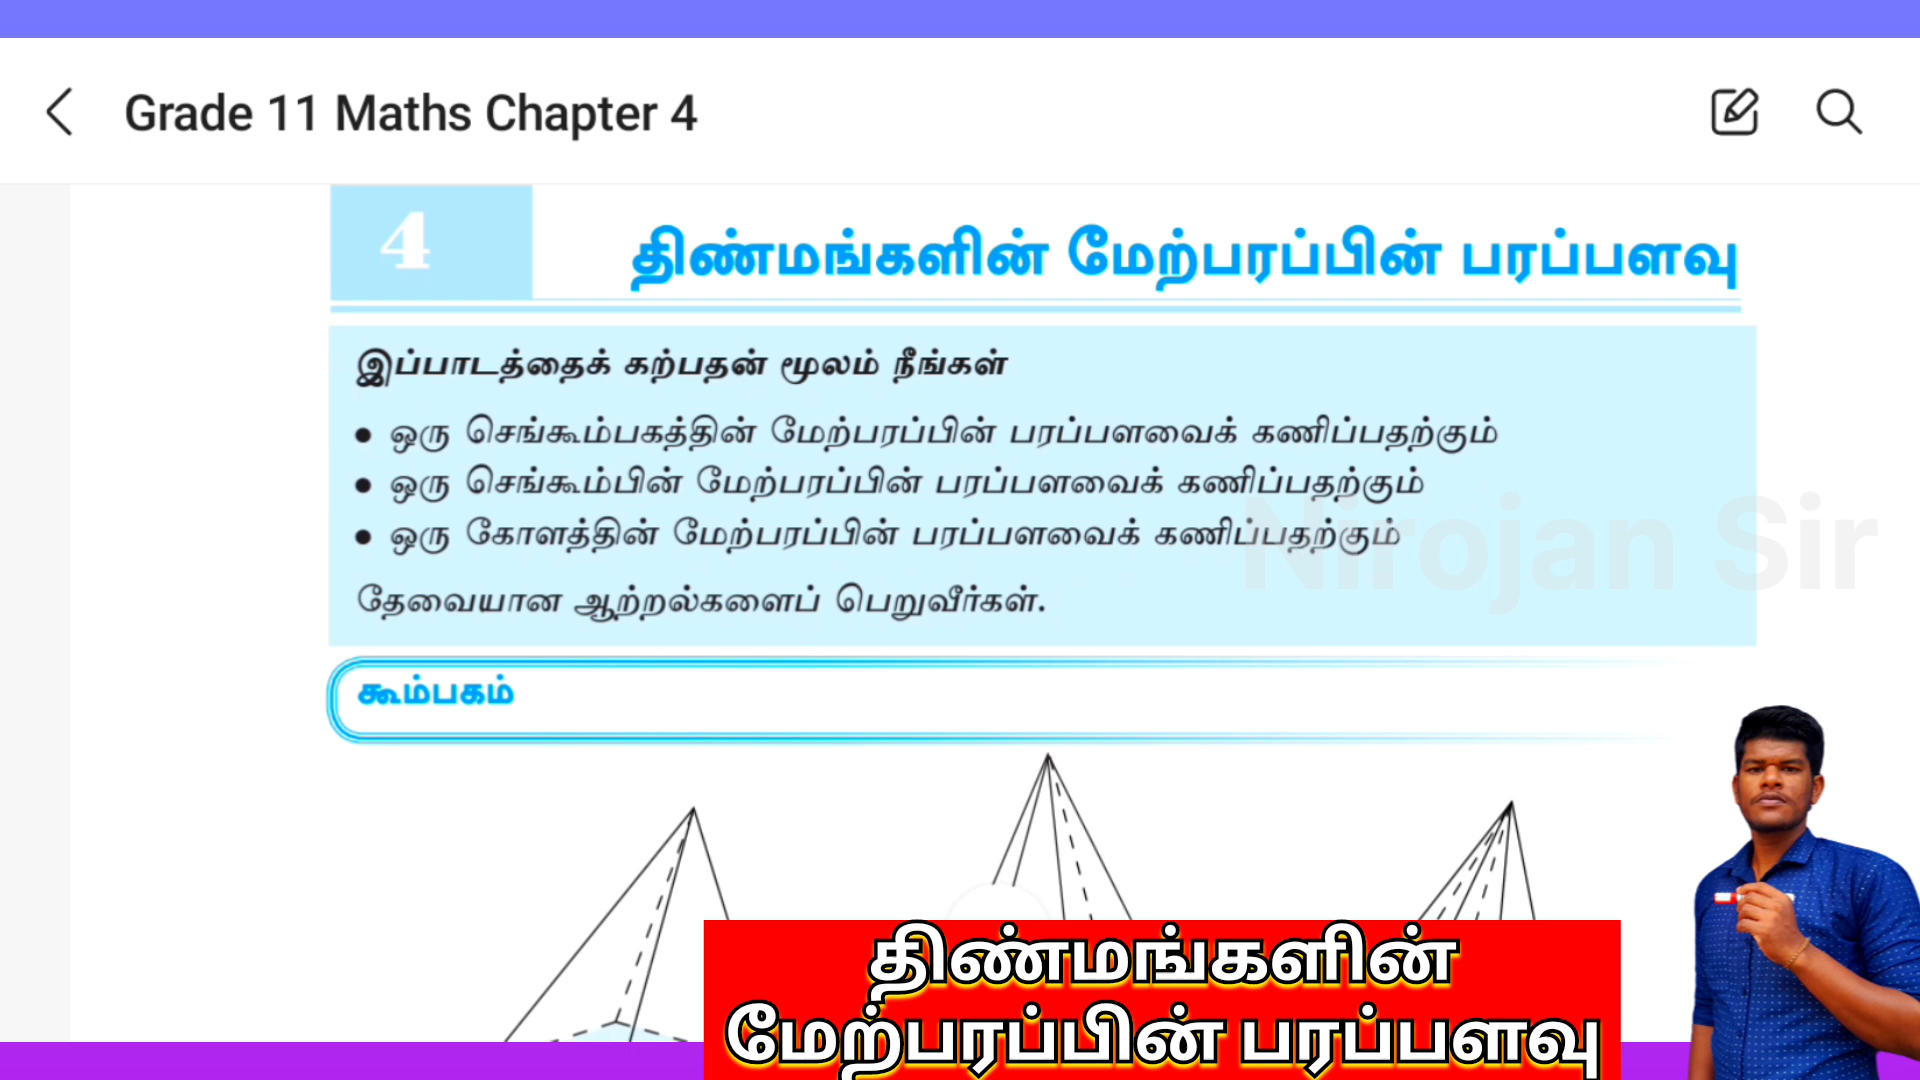 Grade 11 Maths Chapter 4
4
திண்மங்களின் மேற்பரப்பின் பரப்பளவு
இப்பாடத்தைக் கற்பதன் மூலம் நீங்கள்
• ஒரு செங்கூம்பகத்தின் மேற்பரப்பின் பரப்பளவைக் கணிப்பதற்கும்
• ஒரு செங்கூம்பின் மேற்பரப்பின் பரப்பளவைக் கணிப்பதற்கும்
• ஒரு கோளத்தின் மேற்பரப்பின் பரப்பளவைக் கணிப்பதற்கும்
Nirojan Sir
தேவையான ஆற்றல்களைப் பெறுவீர்கள்.
கூம்பகம்
திண்மங்களின்
மேற்பரப்பின் பரப்பளவு